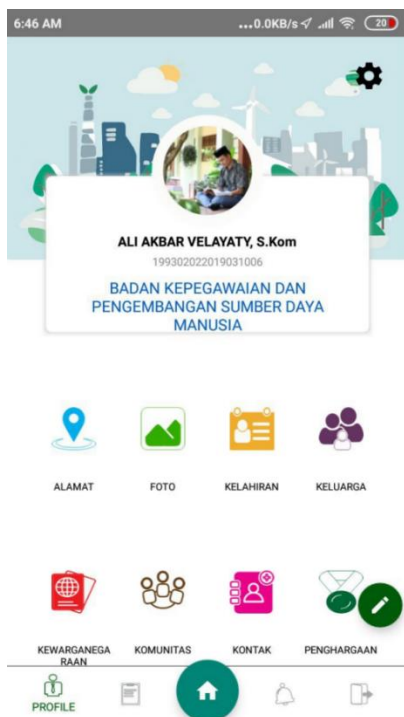 6:46 AM ...0.0KB/s 20
ALI AKBAR VELAYATY, S.Kom
199302022019031006
BADAN KEPEGAWAIAN DAN
PENGEMBANGAN SUMBER DAYA
MANUSIA
ALAMAT FOTO KELAHIRAN KELUARGA
KEWARGANEGA KOMUNITAS KONTAK PENGHARGAAN
RAAN
PROFILE